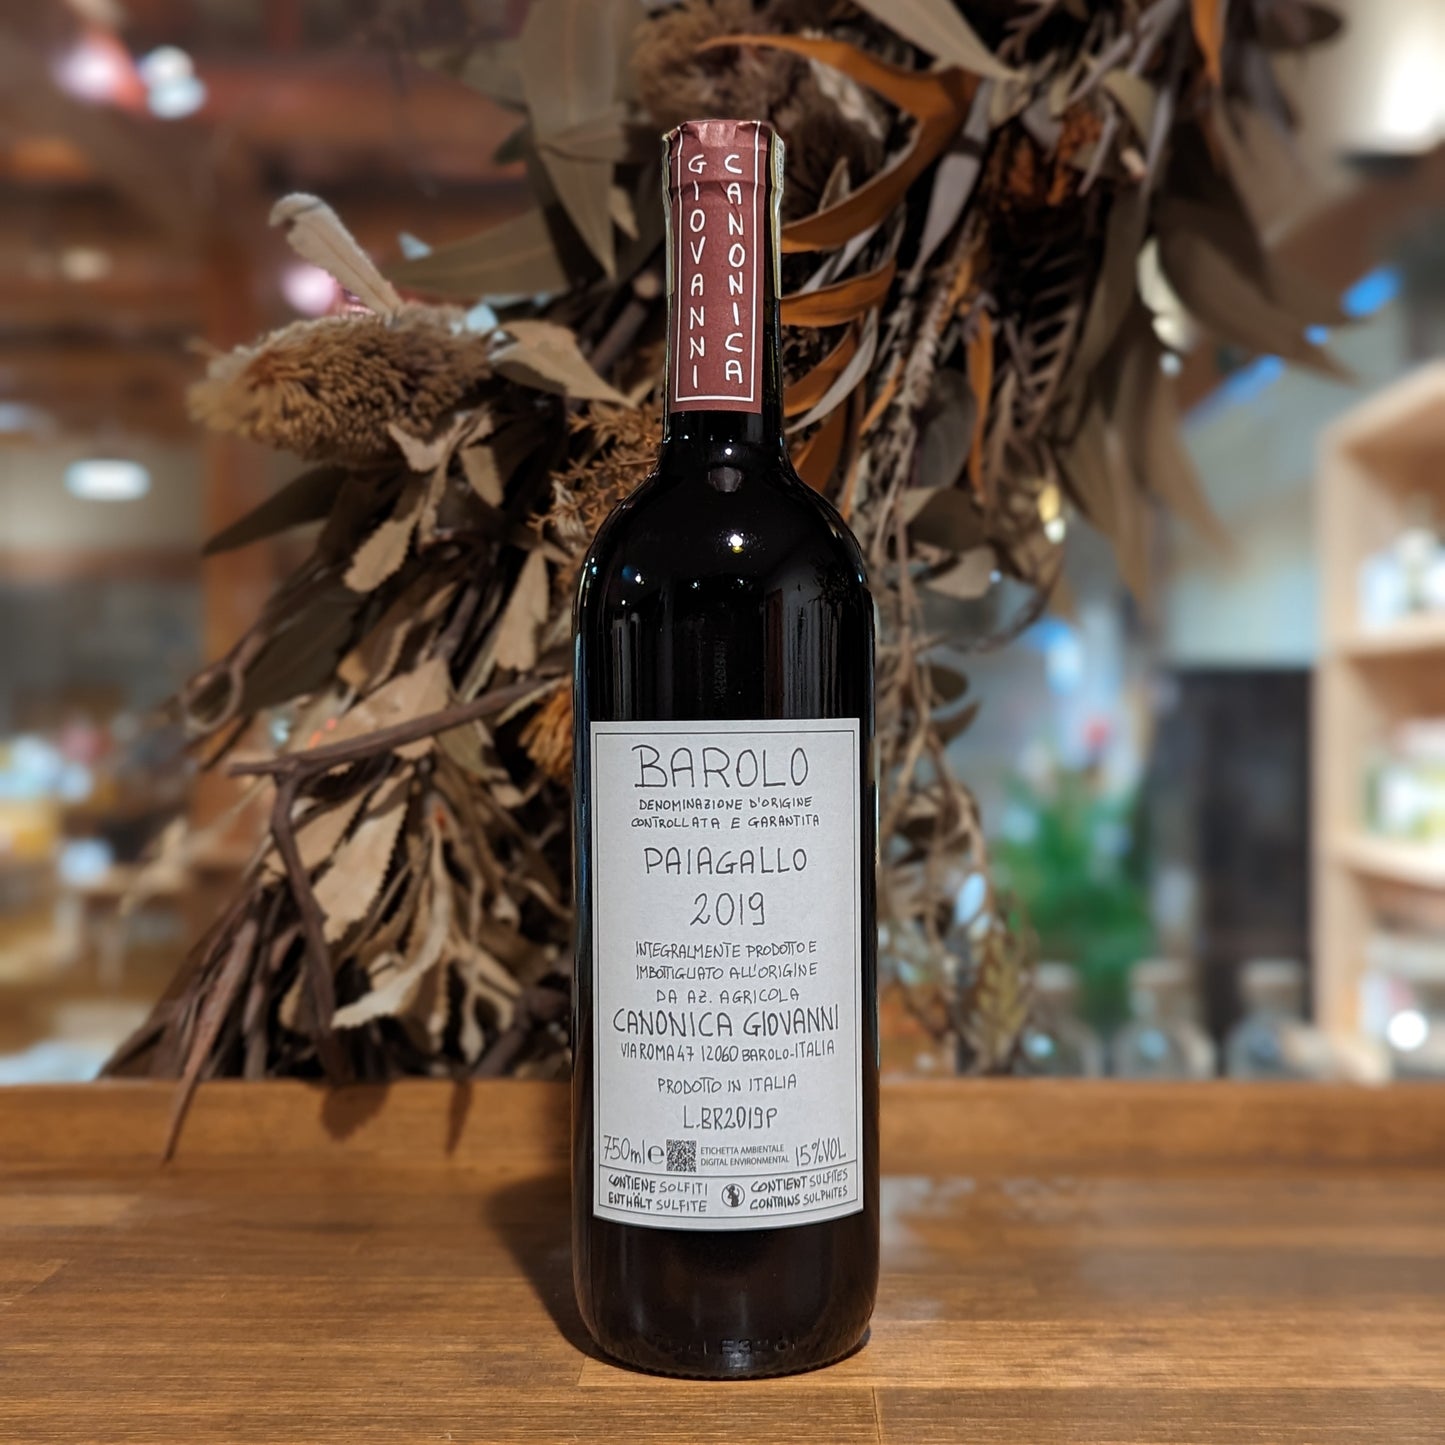 GIOVANNI
CANONICA
BAROLO
DENOMINAZIONE D'ORIGINE
CONTROLLATA E GARANTITA
PAIAGALLO
2019
INTEGRALMENTE PRODOTTO E
IMBOTTIGLIATO ALL'ORIGINE
DA AZ. AGRICOLA
CANONICA GIOVANNI
VIA ROMA 47 12060 BAROLO-ITALIA
PRODOTTO IN ITALIA
L.BR2019P
750ml e ETICHETTA AMBIENTALE 15%VOL
DIGITAL ENVIRONMENTAL
CONTIENE SOLFITI CONTIENT SULFITES
ENTHÄLT SULFITE CONTAINS SULPHITES